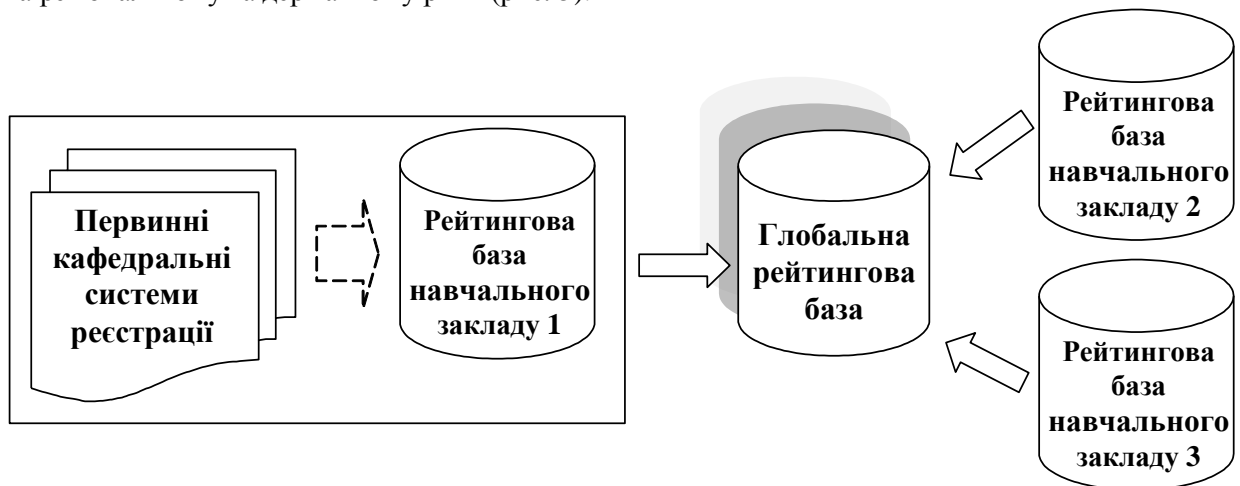 Первинні
кафедральні
системи
реєстрації
Рейтингова
база
навчального
закладу 1
Глобальна
рейтингова
база
Рейтингова
база
навчального
закладу 2
Рейтингова
база
навчального
закладу 3